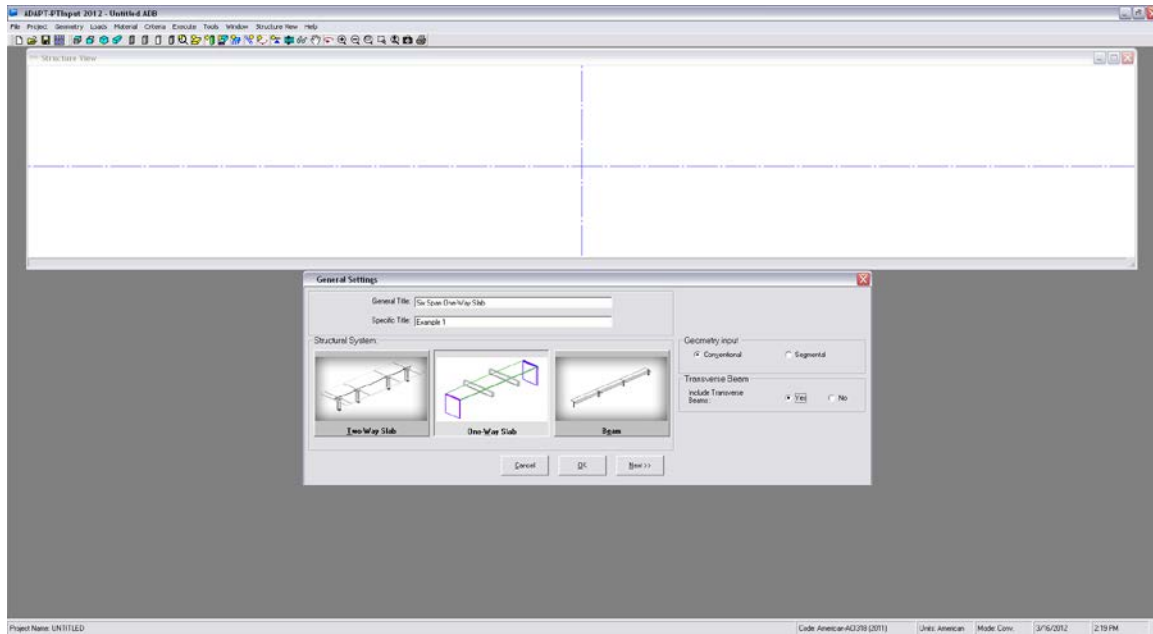 ADAPT-PTInput 2012 - Untitled.ADB
File Project Geometry Loads Material Criteria Execute Tools Window Structure View Help
Structure View
General Settings
General Title: Six Span One-Way Slab
Specific Title: Example 1
Structural System:
Two-Way Slab One-Way Slab Beam
Geometry input
Conventional Segmental
Transverse Beam
Include Transverse
Beams: Yes No
Cancel OK Next >>
Project Name: UNTITLED Code: American-ACI318 (2011) Units: American Mode: Conv. 3/16/2012 2:19 PM